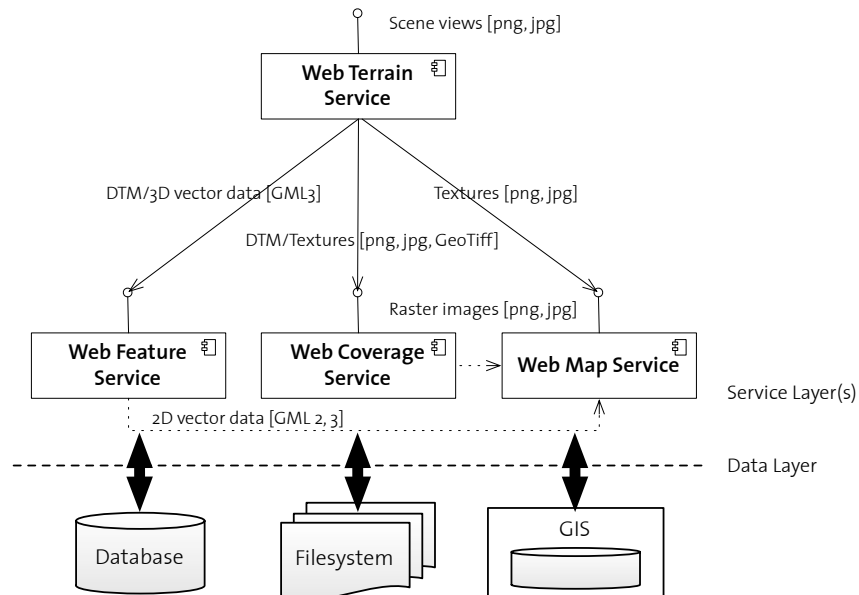 Scene views [png, jpg]
Web Terrain
Service
DTM/3D vector data [GML3]
Textures [png, jpg]
DTM/Textures [png, jpg, GeoTiff]
Raster images [png, jpg]
Web Feature
Service
Web Coverage
Service
Web Map Service
Service Layer(s)
2D vector data [GML 2, 3]
Data Layer
Database
Filesystem
GIS